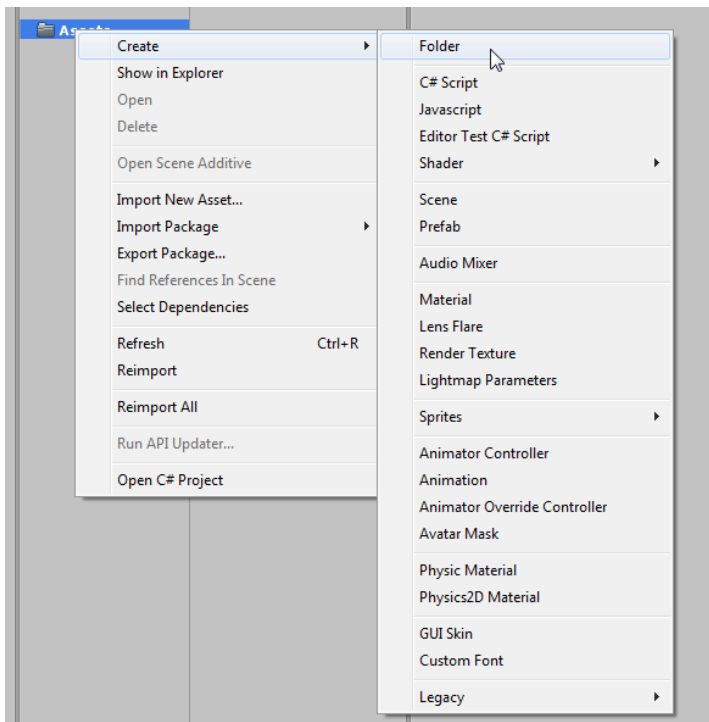 Assets
Create
Show in Explorer
Open
Delete
Open Scene Additive
Import New Asset...
Import Package
Export Package...
Find References In Scene
Select Dependencies
Refresh Ctrl+R
Reimport
Reimport All
Run API Updater...
Open C# Project
Folder
C# Script
Javascript
Editor Test C# Script
Shader
Scene
Prefab
Audio Mixer
Material
Lens Flare
Render Texture
Lightmap Parameters
Sprites
Animator Controller
Animation
Animator Override Controller
Avatar Mask
Physic Material
Physics2D Material
GUI Skin
Custom Font
Legacy